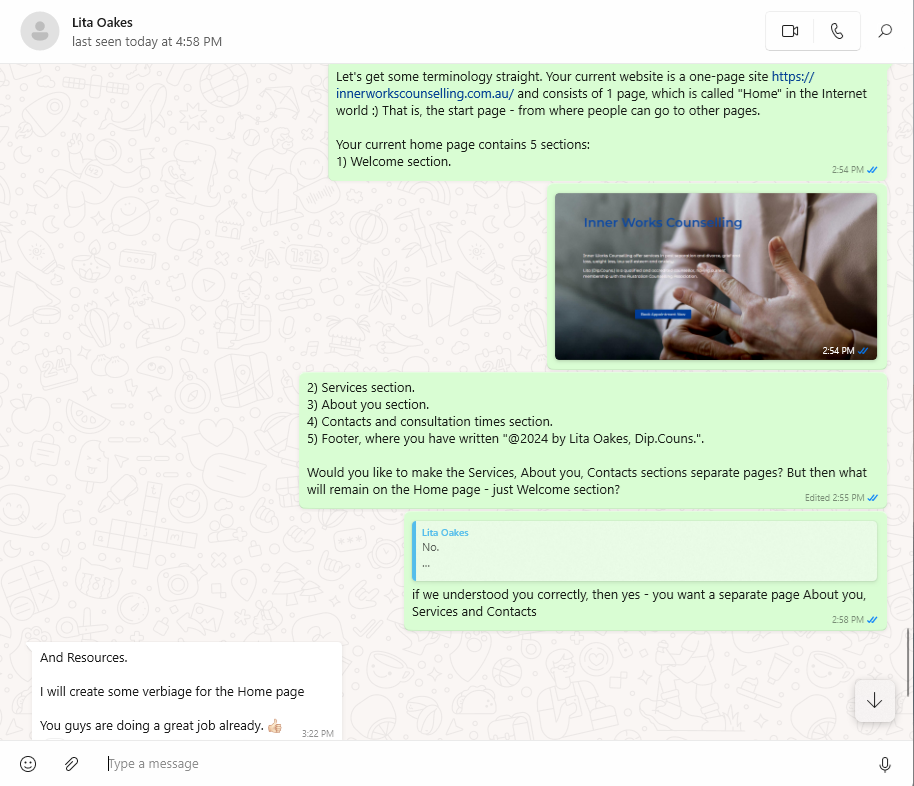 Lita Oakes
last seen today at 4:58 PM
Let's get some terminology straight. Your current website is a one-page site https://
innerworkscounselling.com.au/ and consists of 1 page, which is called "Home" in the Internet
world :) That is, the start page - from where people can go to other pages.
Your current home page contains 5 sections:
1) Welcome section.
2:54 PM
Inner Works Counselling
Book Appointment Now
2:54 PM
2) Services section.
3) About you section.
4) Contacts and consultation times section.
5) Footer, where you have written "@2024 by Lita Oakes, Dip.Couns.".
Would you like to make the Services, About you, Contacts sections separate pages? But then what
will remain on the Home page - just Welcome section?
Edited 2:55 PM
Lita Oakes
No.
...
if we understood you correctly, then yes - you want a separate page About you,
Services and Contacts
2:58 PM
And Resources.
I will create some verbiage for the Home page
You guys are doing a great job already. 👍🏻
3:22 PM
Type a message